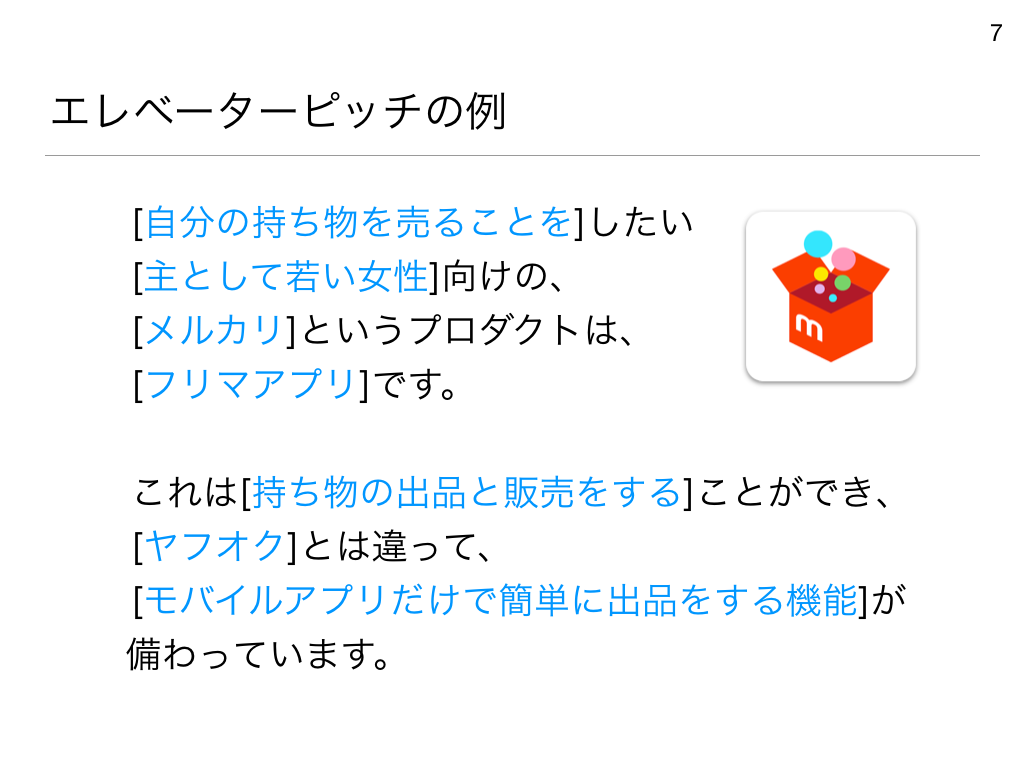 7
エレベーターピッチの例
[自分の持ち物を売ることを]したい
[主として若い女性]向けの、
[メルカリ]というプロダクトは、
[フリマアプリ]です。
m
これは[持ち物の出品と販売をする]ことができ、
[ヤフオク]とは違って、
[モバイルアプリだけで簡単に出品をする機能]が
備わっています。